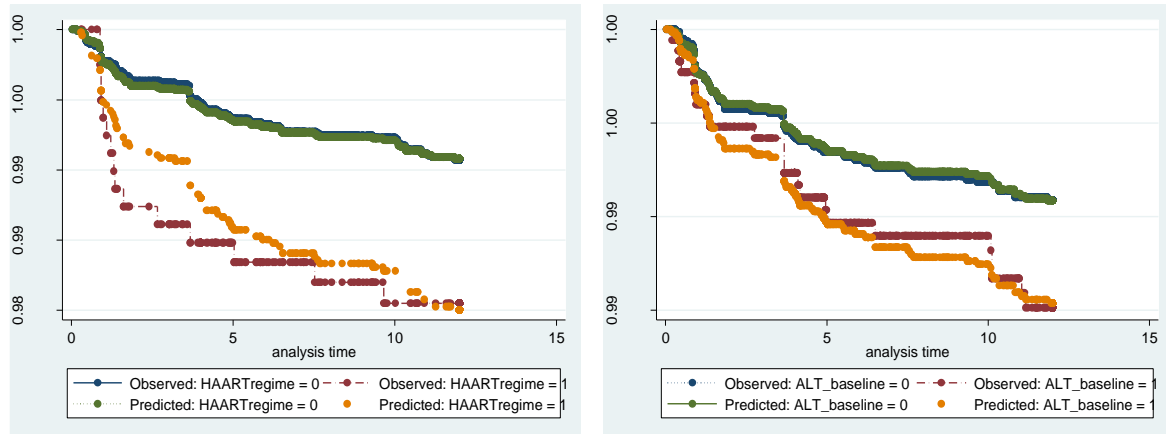 1.00
1.00
0.99
0.99
0.98
0 5 10 15
analysis time
Observed: HAARTregime = 0 Observed: HAARTregime = 1
Predicted: HAARTregime = 0 Predicted: HAARTregime = 1
1.00
1.00
0.99
0.99
0 5 10 15
analysis time
Observed: ALT_baseline = 0 Observed: ALT_baseline = 1
Predicted: ALT_baseline = 0 Predicted: ALT_baseline = 1